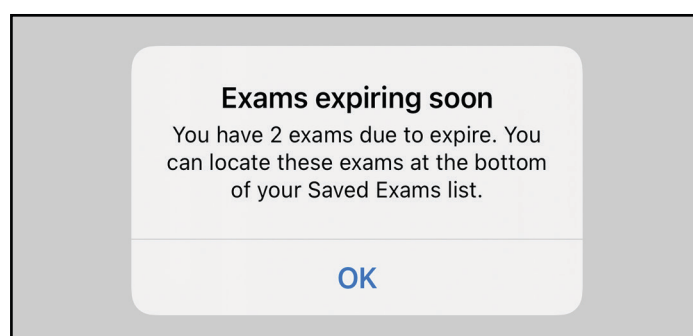 Exams expiring soon
You have 2 exams due to expire. You
can locate these exams at the bottom
of your Saved Exams list.
OK